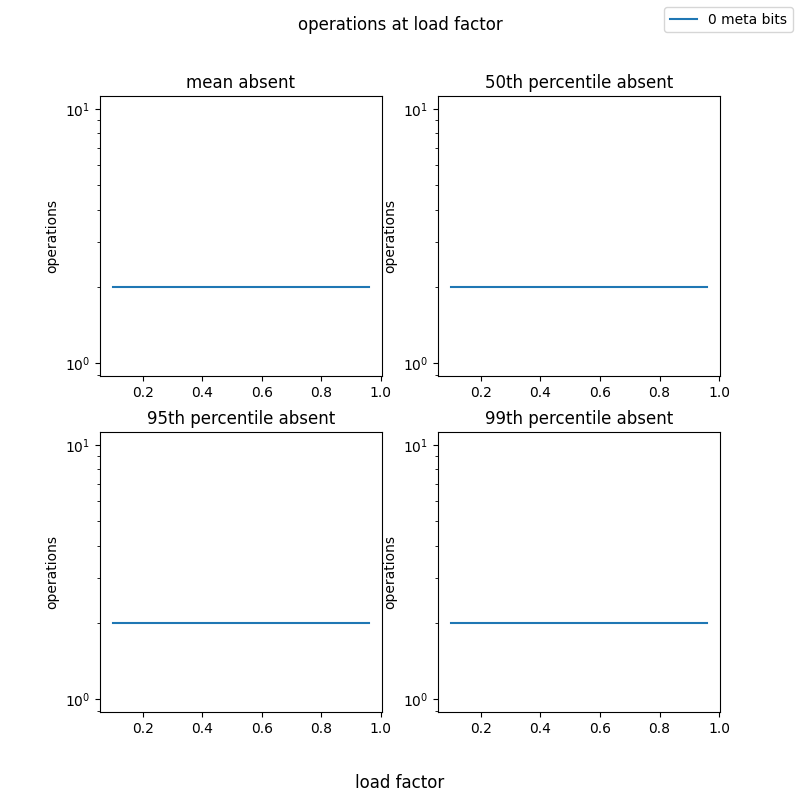 operations at load factor
0 meta bits
mean absent
50th percentile absent
10¹
10¹
operations
operations
10⁰
10⁰
0.2 0.4 0.6 0.8 1.0
0.2 0.4 0.6 0.8 1.0
95th percentile absent
99th percentile absent
10¹
10¹
operations
operations
10⁰
10⁰
0.2 0.4 0.6 0.8 1.0
0.2 0.4 0.6 0.8 1.0
load factor